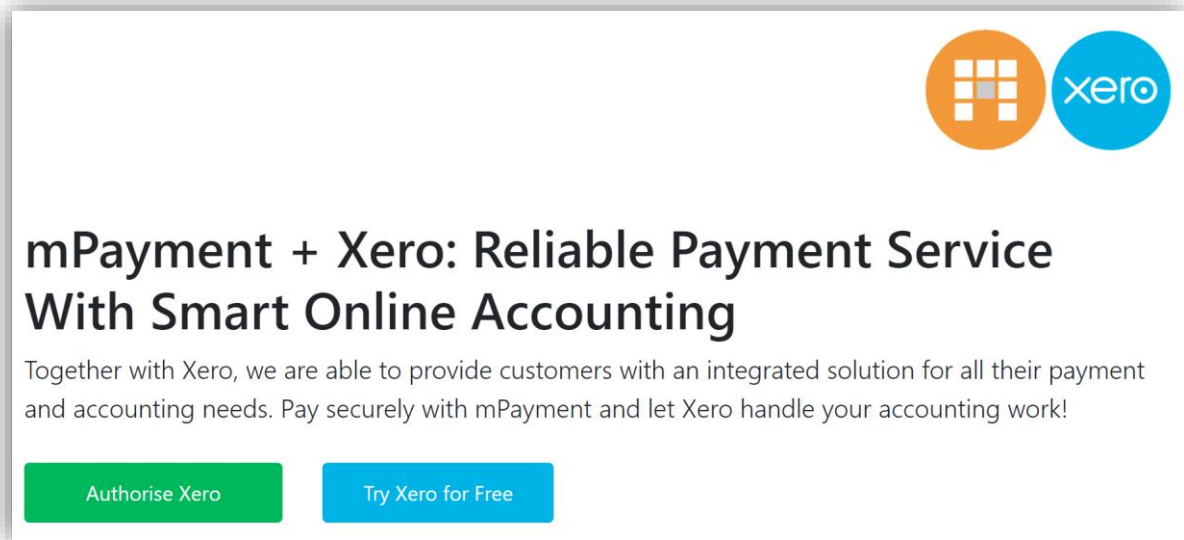 xero
mPayment + Xero: Reliable Payment Service
With Smart Online Accounting
Together with Xero, we are able to provide customers with an integrated solution for all their payment
and accounting needs. Pay securely with mPayment and let Xero handle your accounting work!
Authorise Xero
Try Xero for Free